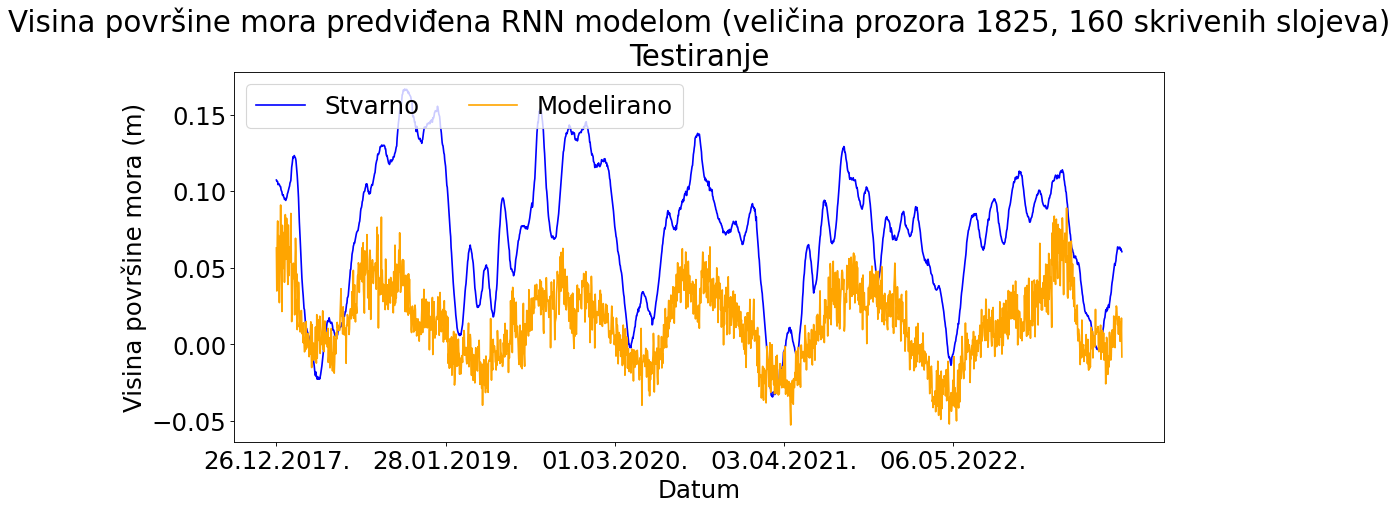 Visina površine mora predviđena RNN modelom (veličina prozora 1825, 160 skrivenih slojeva)
Testiranje
Stvarno Modelirano
Visina površine mora (m)
0.15
0.10
0.05
0.00
−0.05
26.12.2017. 28.01.2019. 01.03.2020. 03.04.2021. 06.05.2022.
Datum